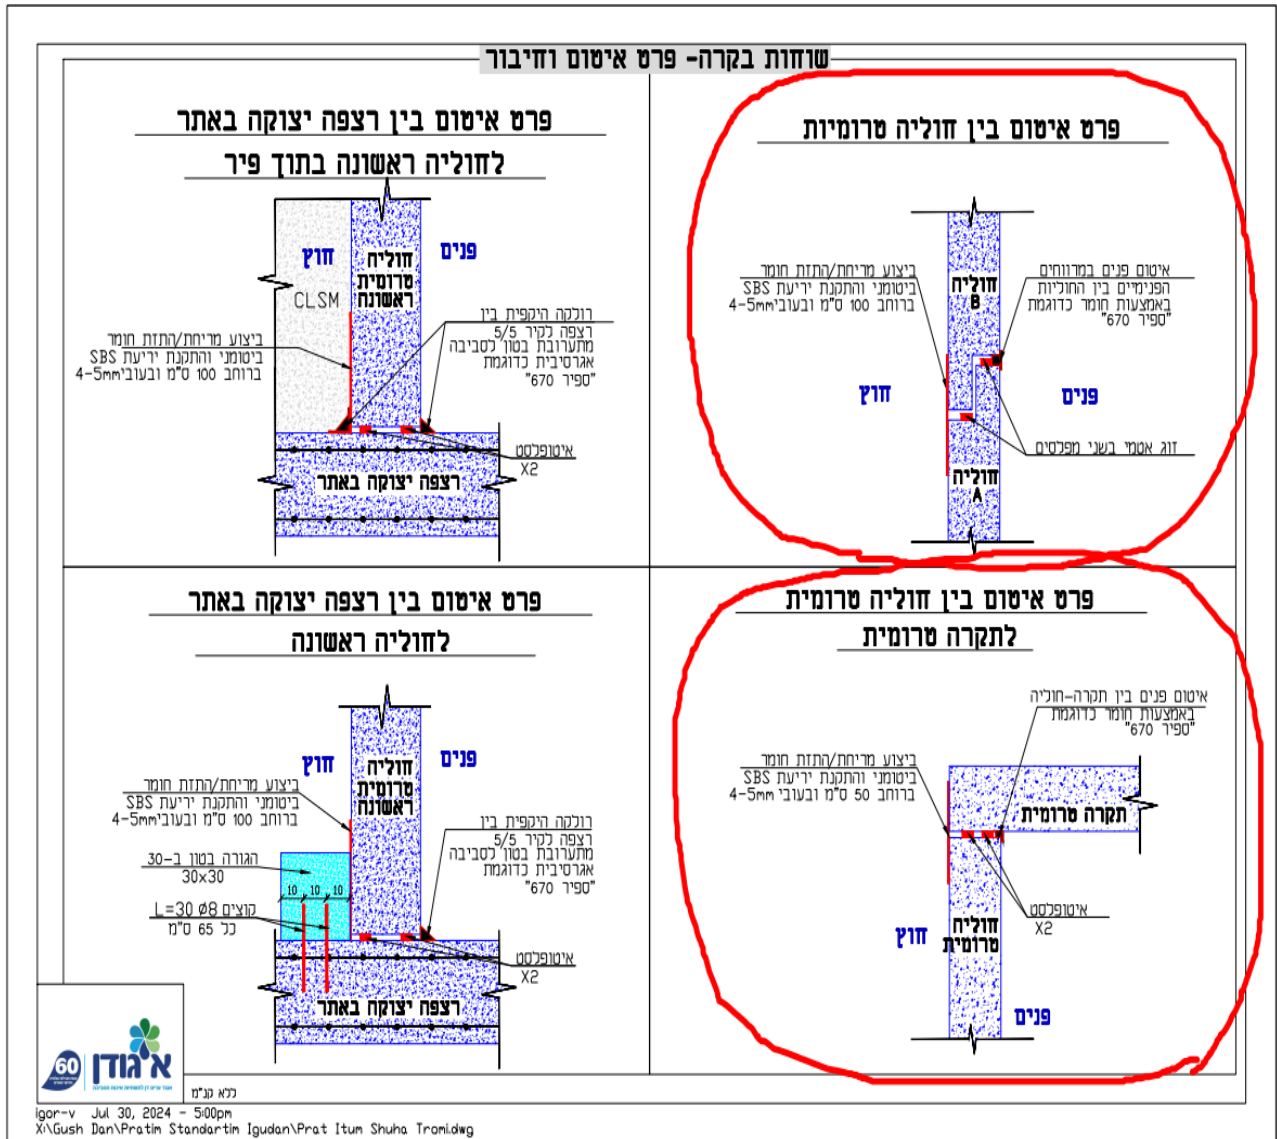 שוחות בקרה- פרט איטום וחיבור
פרט איטום בין חוליה טרומיות
ביצוע מריחת/התזת חומר
ביטומני והתקנת יריעת SBS
ברוחב 100 ס"מ ובעובי 4-5mm
חוליה
B
איטום פנים במרווחים
הפנימיים בין החוליות
באמצעות חומר כדוגמת
"ספיר 670"
חוץ
פנים
זוג אטמי בשני מפלסים
חוליה
A
פרט איטום בין רצפה יצוקה באתר
לחוליה ראשונה בתוך פיר
חוץ
CLSM
חוליה
טרומית
ראשונה
פנים
ביצוע מריחת/התזת חומר
ביטומני והתקנת יריעת SBS
ברוחב 100 ס"מ ובעובי 4-5mm
רולקה היקפית בין
רצפה לקיר 5/5
מתערובת בטון לסביבה
אגרסיבית כדוגמת
"ספיר 670"
איטופלסט
X2
רצפה יצוקה באתר
פרט איטום בין חוליה טרומית
לתקרה טרומית
איטום פנים בין תקרה-חוליה
באמצעות חומר כדוגמת
"ספיר 670"
ביצוע מריחת/התזת חומר
ביטומני והתקנת יריעת SBS
ברוחב 50 ס"מ ובעובי 4-5mm
תקרה טרומית
איטופלסט
X2
חוץ
חוליה
טרומית
פנים
פרט איטום בין רצפה יצוקה באתר
לחוליה ראשונה
חוץ
חוליה
טרומית
ראשונה
פנים
ביצוע מריחת/התזת חומר
ביטומני והתקנת יריעת SBS
ברוחב 100 ס"מ ובעובי 4-5mm
רולקה היקפית בין
רצפה לקיר 5/5
מתערובת בטון לסביבה
אגרסיבית כדוגמת
"ספיר 670"
הגורה בטון ב-30
30x30
10 10 10
קוצים L=30 Ø8
כל 65 ס"מ
איטופלסט
X2
רצפה יצוקה באתר
60
איגודן
ללא קנ"מ
igor-v Jul 30, 2024 - 5:00pm
X:\Gush Dan\Pratim Standartim Igudan\Prat Itum Shuha Tromi.dwg